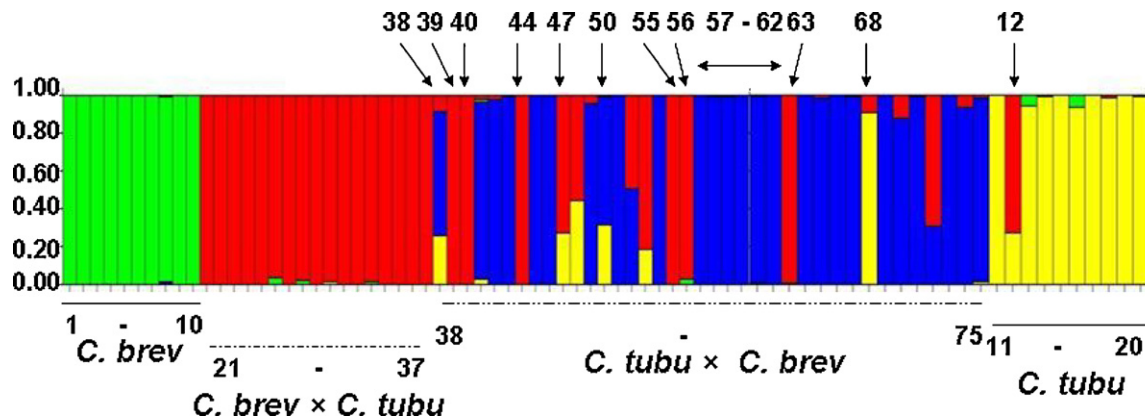 38 39 40 44 47 50 55 56 57 - 62 63 68 12
1.00
0.80
0.60
0.40
0.20
0.00
1 - 10 38 - 75 11 - 20
C. brev C. tubu × C. brev C. tubu
21 - 37
C. brev × C. tubu